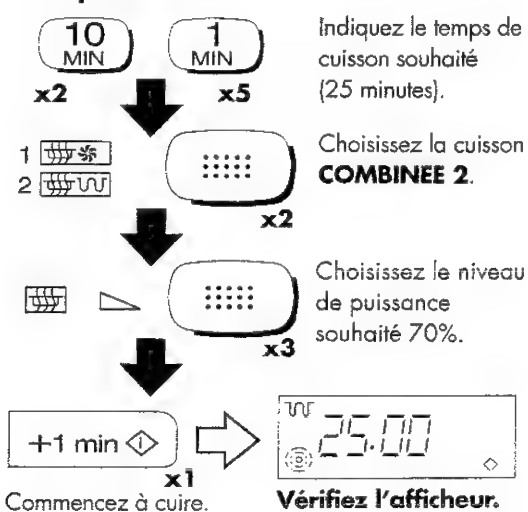 10
MIN
x2
1
MIN
x5
Indiquez le temps de
cuisson souhaité
(25 minutes).
1
2
x2
Choisissez la cuisson
COMBINEE 2.
x3
Choisissez le niveau
de puissance
souhaité 70%.
+1 min
x1
Commencez à cuire.
25.00
Vérifiez l'afficheur.